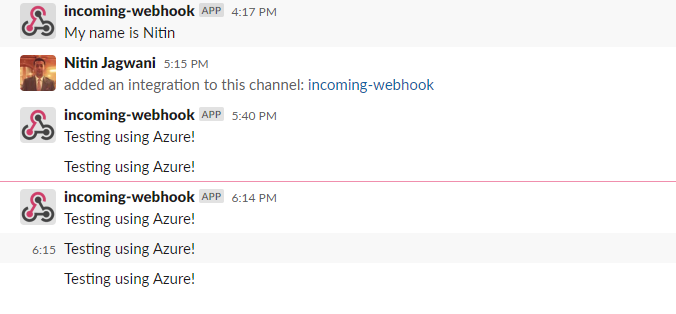 incoming-webhook APP 4:17 PM
My name is Nitin
Nitin Jagwani 5:15 PM
added an integration to this channel: incoming-webhook
incoming-webhook APP 5:40 PM
Testing using Azure!
Testing using Azure!
incoming-webhook APP 6:14 PM
Testing using Azure!
6:15 Testing using Azure!
Testing using Azure!